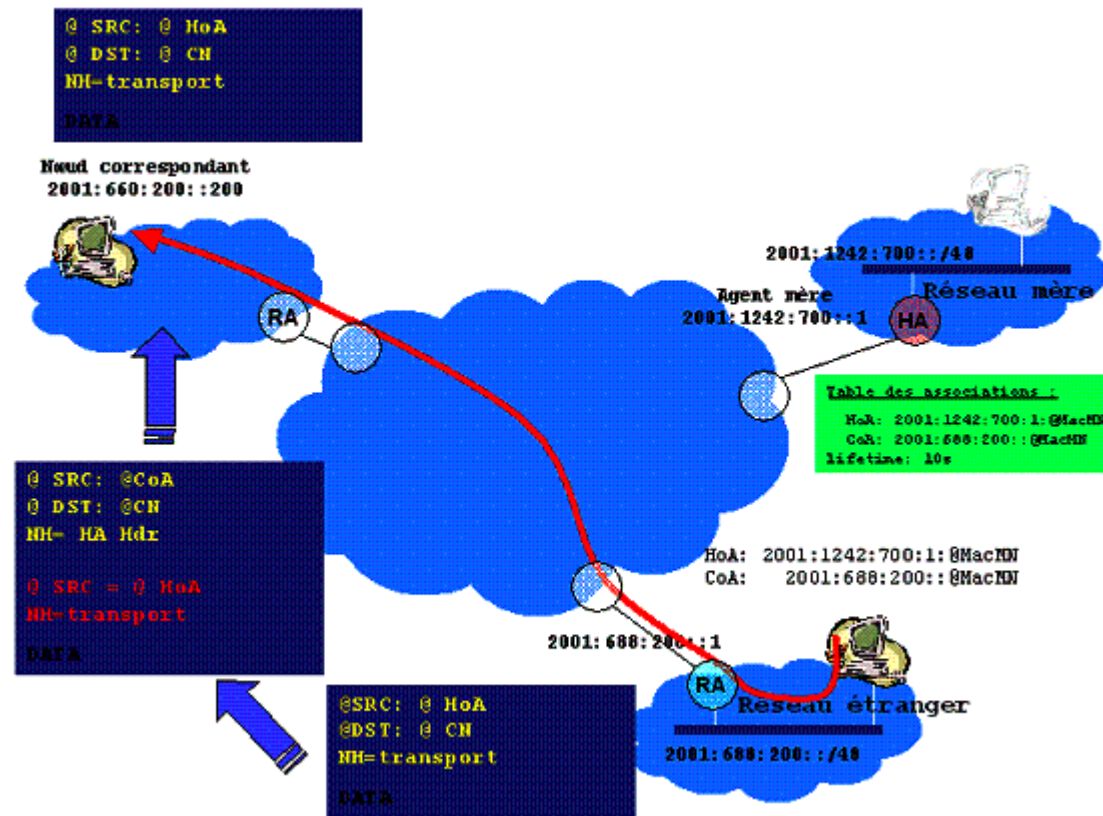 @ SRC: @ HoA
@ DST: @ CN
NH=transport
DATA
Nœud correspondant
2001:660:200::200
RA
2001:1242:700::/48
Réseau mère
Agent mère
2001:1242:700::1
HA
Table des associations :
HoA: 2001:1242:700:1:@MacMN
CoA: 2001:688:200::@MacMN
lifetime: 10s
@ SRC: @CoA
@ DST: @CN
NH= HA Hdr
@ SRC = @ HoA
NH=transport
DATA
HoA: 2001:1242:700:1:@MacMN
CoA: 2001:688:200::@MacMN
2001:688:200::1
RA
Réseau étranger
2001:688:200::/48
@SRC: @ HoA
@DST: @ CN
NH=transport
DATA